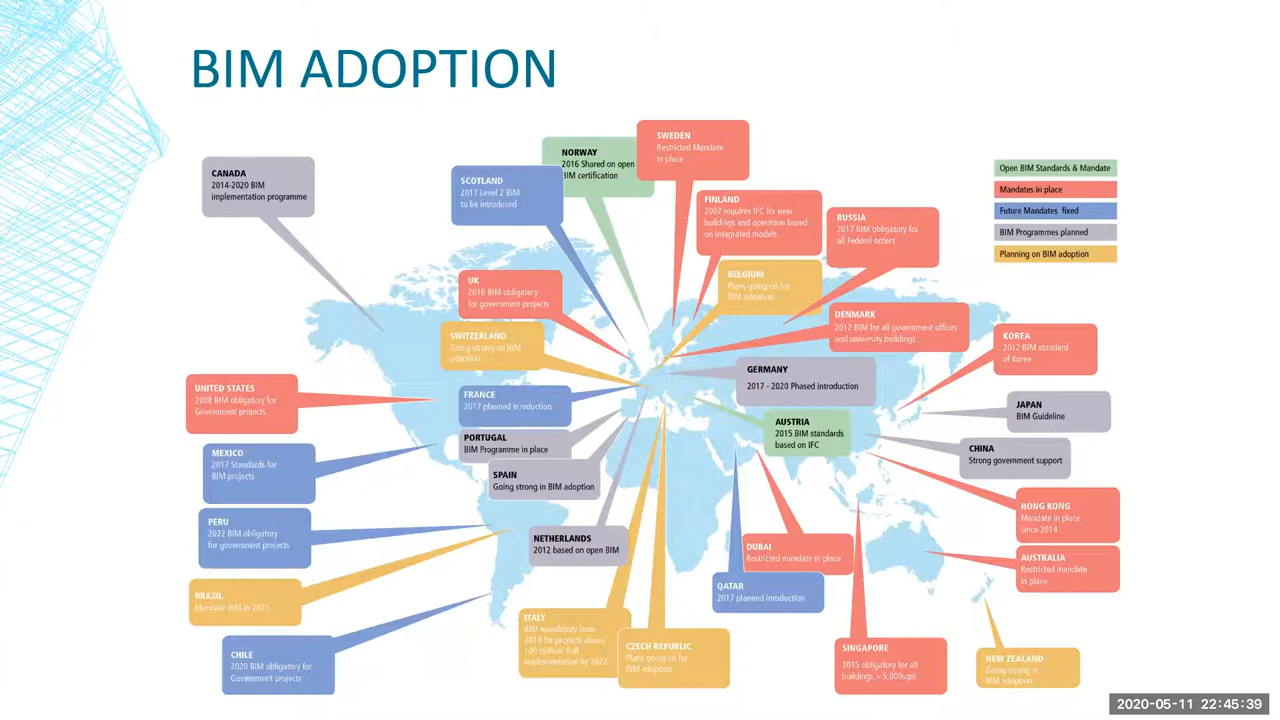 BIM ADOPTION
CANADA
2014-2020 BIM
implementation programme
SCOTLAND
2017 Level 2 BIM
to be introduced
NORWAY
2016 Shared on open
BIM certification
SWEDEN
Restricted Mandate
in place
FINLAND
2007 requires IFC for new
buildings and operation based
on integrated models
RUSSIA
2017 BIM obligatory for
all Federal orders
Open BIM Standards & Mandate
Mandates in place
Future Mandates fixed
BIM Programmes planned
Planning on BIM adoption
UK
2016 BIM obligatory
for government projects
BELGIUM
Plans going on for
BIM adoption
SWITZERLAND
Going strong on BIM
adoption
DENMARK
2012 BIM for all government offices
and university buildings
KOREA
2012 BIM standard
of Korea
UNITED STATES
2008 BIM obligatory for
Government projects
FRANCE
2017 planned inroduction
GERMANY
2017 - 2020 Phased introduction
JAPAN
BIM Guideline
MEXICO
2017 Standards for
BIM projects
PORTUGAL
BIM Programme in place
SPAIN
Going strong in BIM adoption
AUSTRIA
2015 BIM standards
based on IFC
CHINA
Strong government support
PERU
2022 BIM obligatory
for government projects
NETHERLANDS
2012 based on open BIM
HONG KONG
Mandate in place
since 2014
DUBAI
Restricted mandate in place
AUSTRALIA
Restricted mandate
in place
BRAZIL
Mandate BIM in 2021
QATAR
2017 planned inroduction
CHILE
2020 BIM obligatory for
Government projects
ITALY
BIM mandatory from
2019 for projects above
100 million. Full
implementation by 2022
CZECH REPUBLIC
Plans going on for
BIM adoption
SINGAPORE
2015 obligatory for all
buildings > 5,000sqm
NEW ZEALAND
Going strong in
BIM adoption
2020-05-11 22:45:39